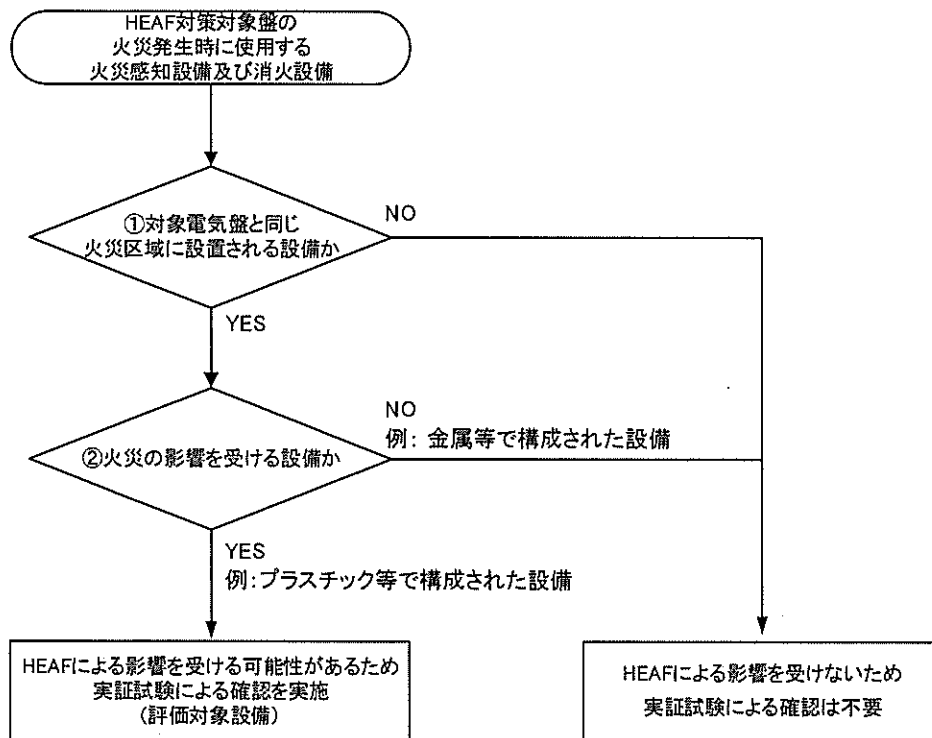 HEAF対策対象盤の
火災発生時に使用する
火災感知設備及び消火設備
①対象電気盤と同じ
火災区域に設置される設備か
NO
YES
②火災の影響を受ける設備か
NO
例: 金属等で構成された設備
YES
例:プラスチック等で構成された設備
HEAFによる影響を受ける可能性があるため
実証試験による確認を実施
(評価対象設備)
HEAFによる影響を受けないため
実証試験による確認は不要